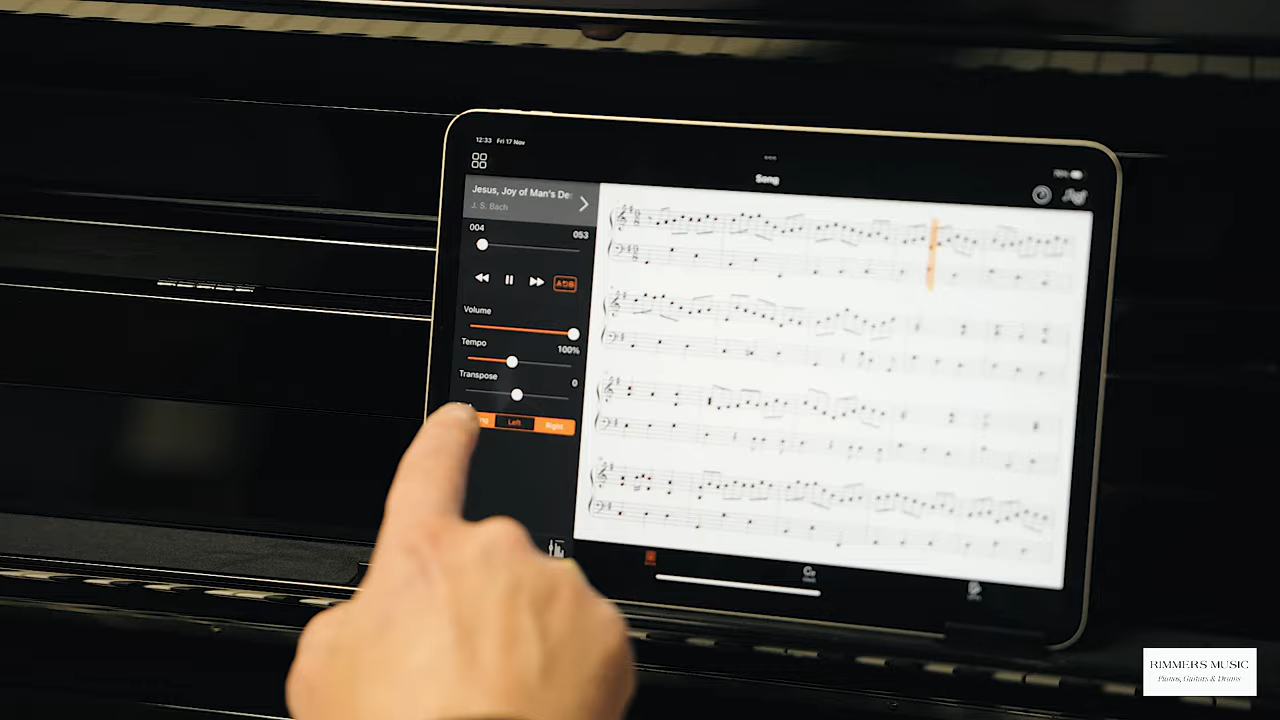 12:33 Fri 17 Nov
Song
Jesus, Joy of Man's De
J. S. Bach
004 053
Volume
Tempo
100%
Transpose
0
Left Right
RIMMERS MUSIC
Pianos, Guitars & Drums